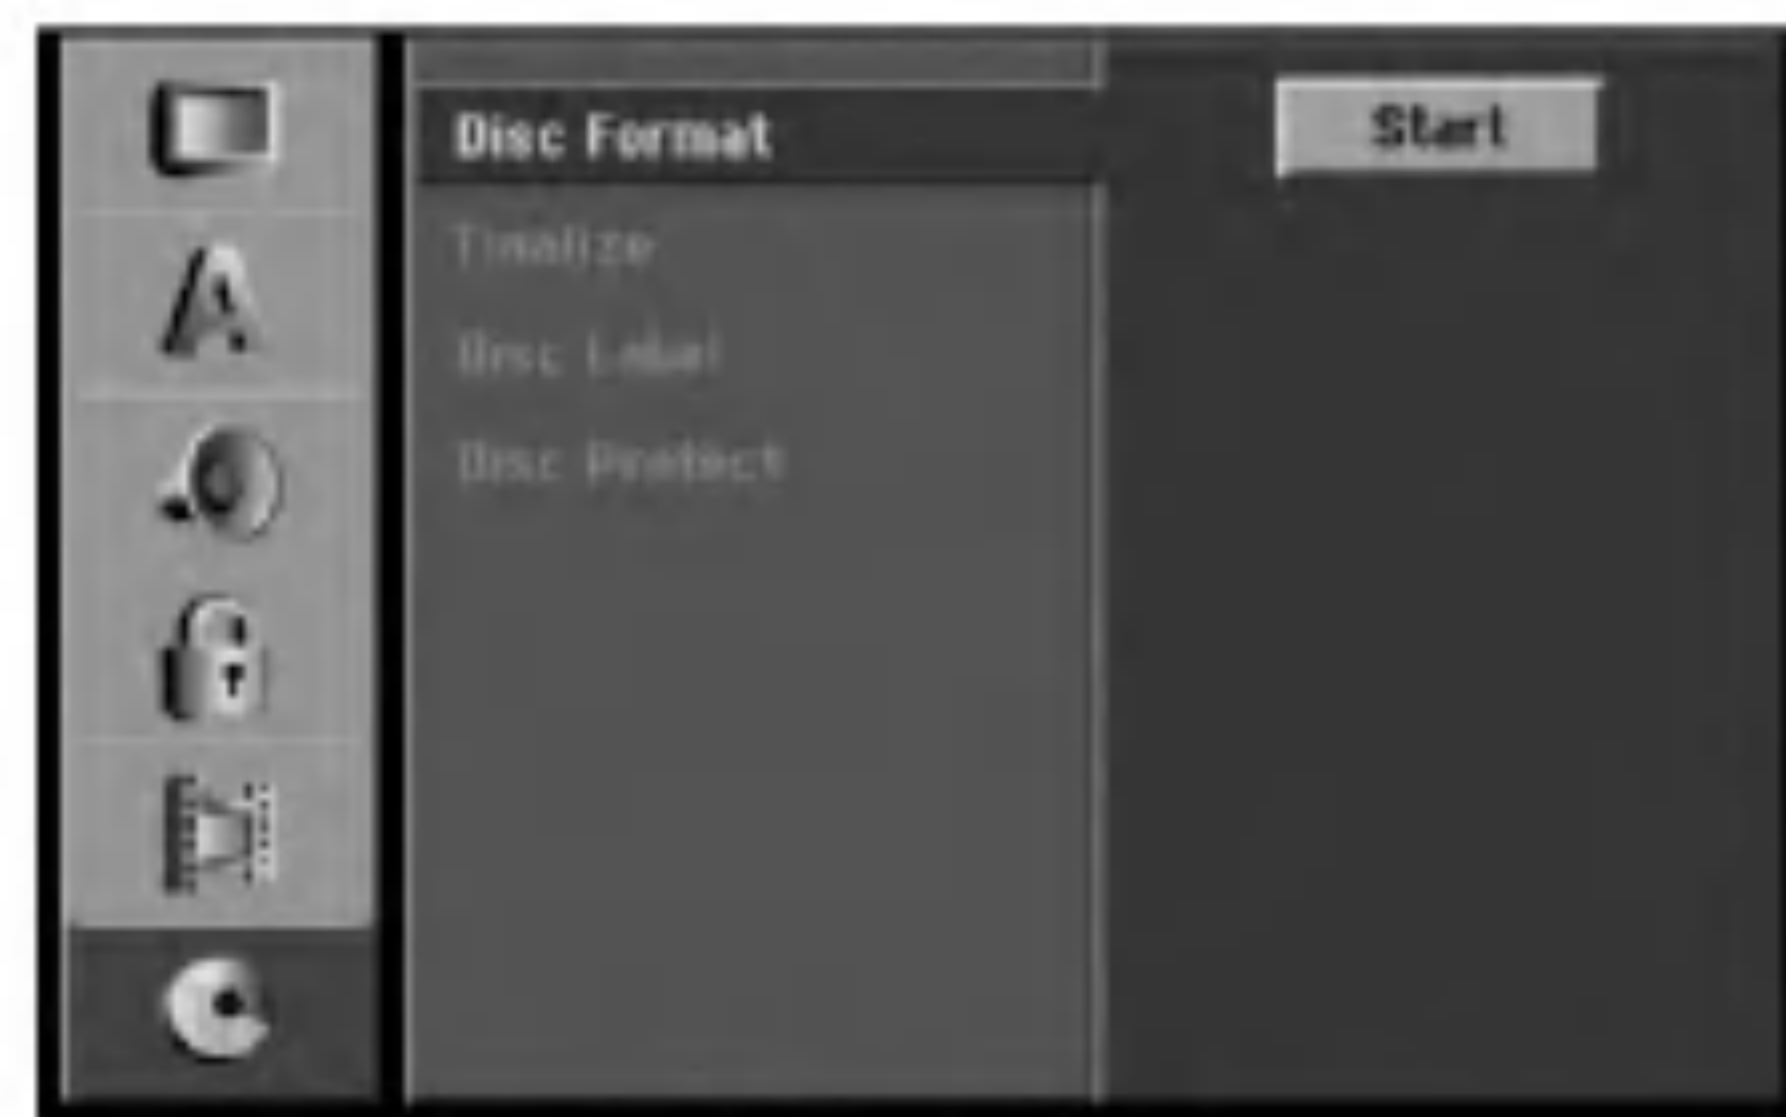 Disc Format
Start
Finalize
Disc Label
Disc Protect